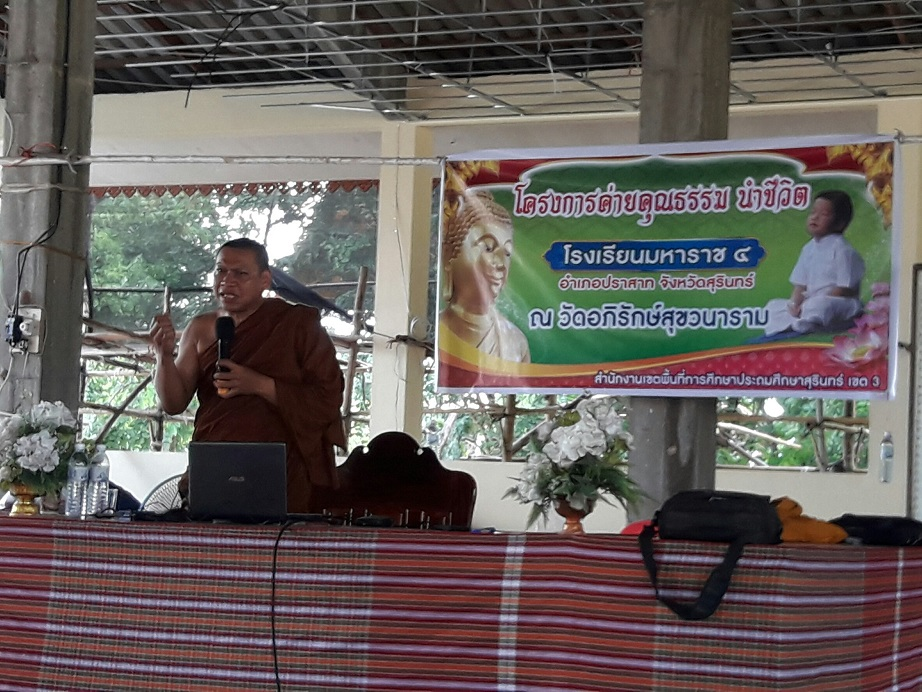 โครงการค่ายคุณธรรม นำชีวิต
โรงเรียนมหาราช ๔
อำเภอปราสาท จังหวัดสุรินทร์
ณ วัดอภิรักษ์สุขวนาราม
สำนักงานเขตพื้นที่การศึกษาประถมศึกษาสุรินทร์ เขต 3
ASUS